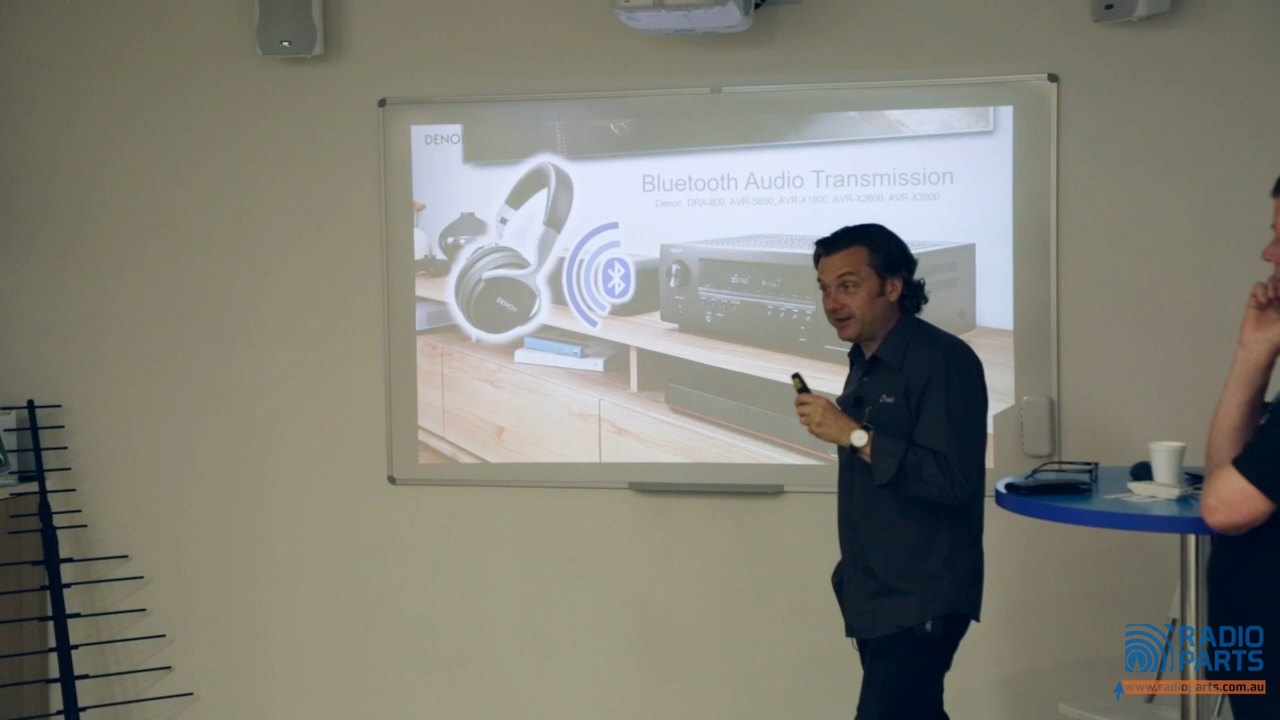 DENO
Bluetooth Audio Transmission
Denon DRA-800, AVR-S650, AVR-X1600, AVR-X2600, AVR-X3600
DENON
RADIO
PARTS
www.radioparts.com.au